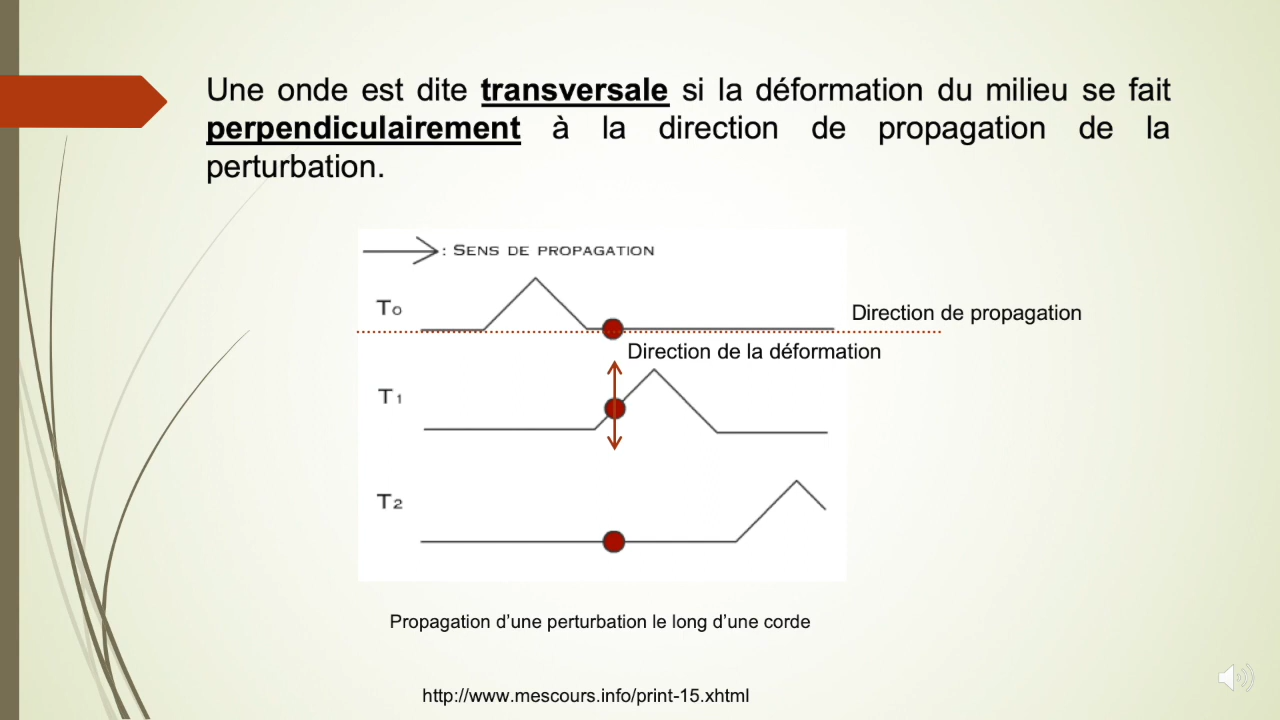 Une onde est dite transversale si la déformation du milieu se fait
perpendiculairement à la direction de propagation de la
perturbation.
: SENS DE PROPAGATION
T0
Direction de propagation
Direction de la déformation
T1
T2
Propagation d’une perturbation le long d’une corde
http://www.mescours.info/print-15.xhtml